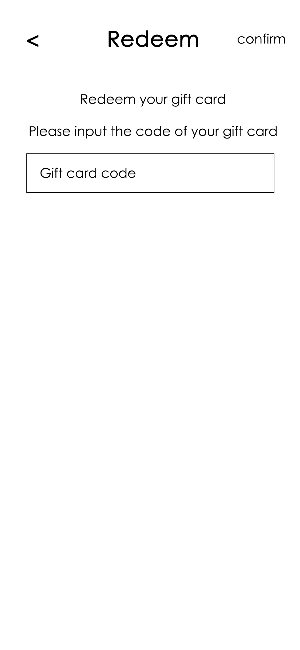 < Redeem confirm
Redeem your gift card
Please input the code of your gift card
Gift card code